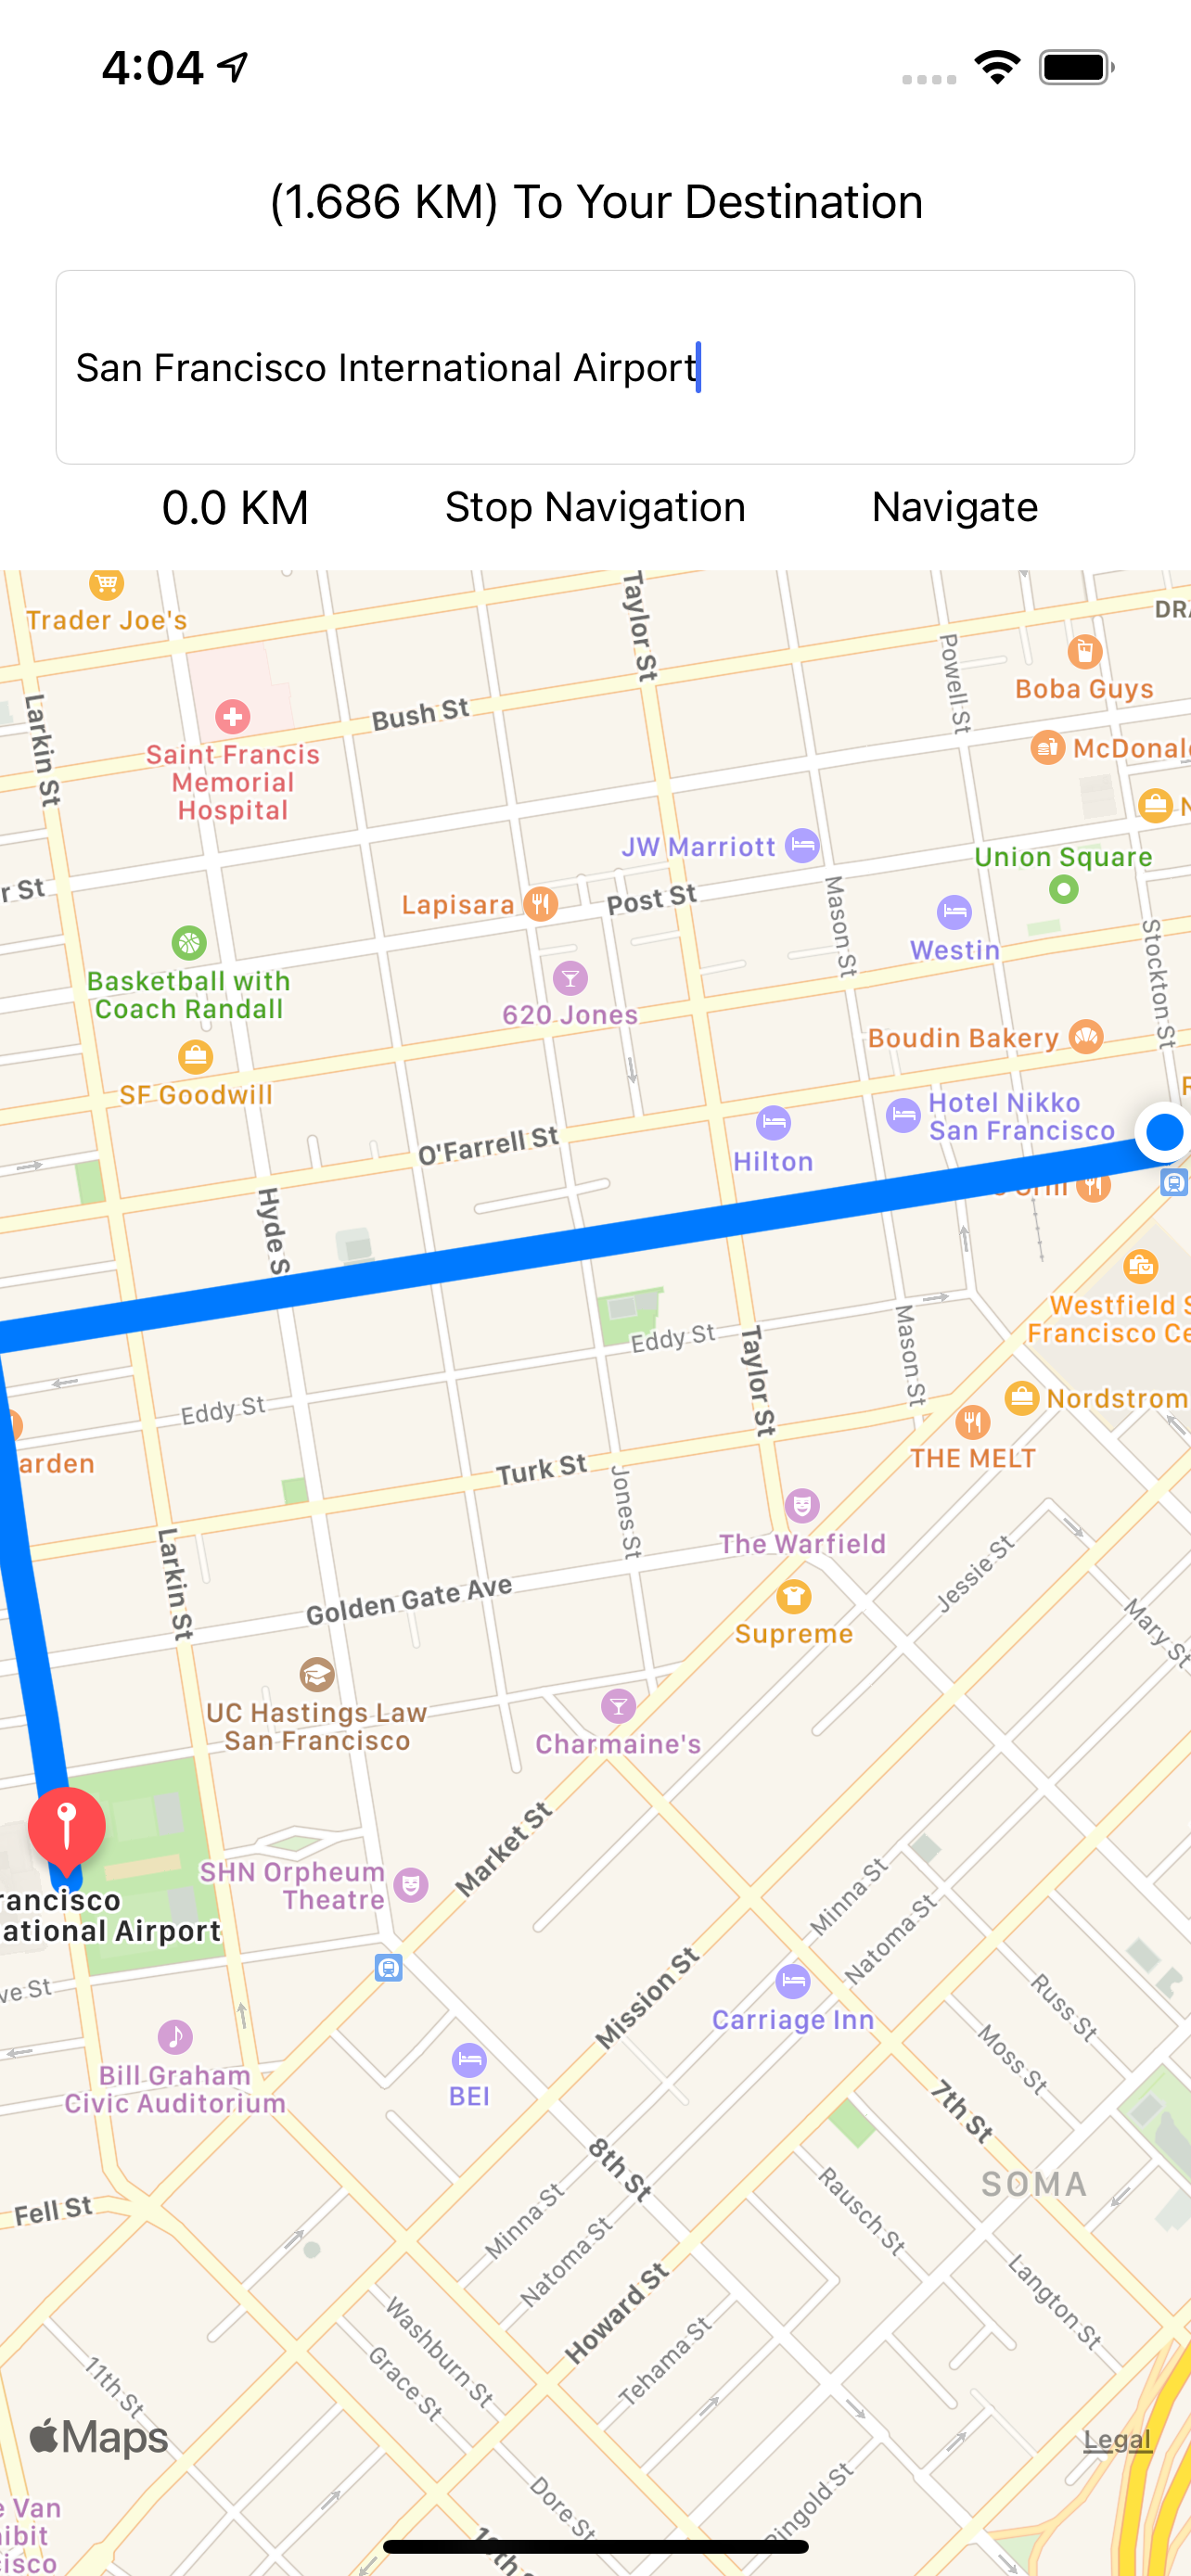 4:04
(1.686 KM) To Your Destination
San Francisco International Airport
0.0 KM
Stop Navigation
Navigate
Trader Joe's
Taylor St
DRA
Boba Guys
Powell St
Larkin St
Bush St
Saint Francis
Memorial
Hospital
McDonal
N
JW Marriott
Union Square
r St
Lapisara
Post St
Mason St
Westin
Stockton St
Basketball with
Coach Randall
620 Jones
Boudin Bakery
SF Goodwill
R
Hotel Nikko
San Francisco
O'Farrell St
Hilton
Hyde S
Westfield S
Francisco Ce
Eddy St
Taylor St
Mason St
Eddy St
Nordstrom
arden
THE MELT
Turk St
Jones St
The Warfield
Larkin St
Golden Gate Ave
Jessie St
Supreme
Mary St
UC Hastings Law
San Francisco
Charmaine's
Market St
SHN Orpheum
Theatre
rancisco
ational Airport
Minna St
Natoma St
ve St
Mission St
Russ St
Carriage Inn
Moss St
Bill Graham
Civic Auditorium
BEI
7th St
8th St
SOMA
Fell St
Minna St
Natoma St
Rausch St
Langton St
Howard St
Washburn St
Grace St
Tehama St
11th St
Maps
Legal
Dore St
Ringold St
e Van
ibit
cisco
10th S